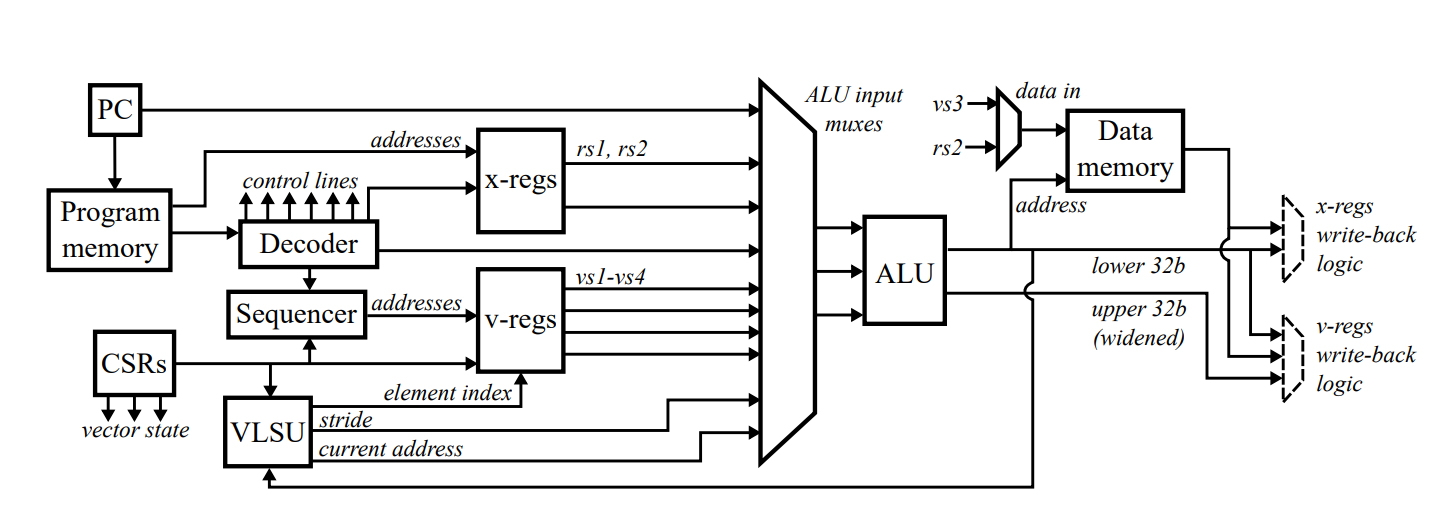 PC
Program
memory
addresses
control lines
Decoder
Sequencer
addresses
CSRs
vector state
VLSU
element index
stride
current address
x-regs
rs1, rs2
v-regs
vs1-vs4
ALU input
muxes
ALU
vs3
rs2
data in
Data
memory
address
lower 32b
upper 32b
(widened)
x-regs
write-back
logic
v-regs
write-back
logic